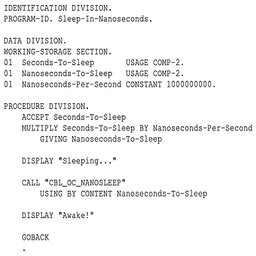 IDENTIFICATION DIVISION.
PROGRAM-ID. Sleep-In-Nanoseconds.
DATA DIVISION.
WORKING-STORAGE SECTION.
01  Seconds-To-Sleep       USAGE COMP-2.
01  Nanoseconds-To-Sleep   USAGE COMP-2.
01  Nanoseconds-Per-Second CONSTANT 1000000000.
PROCEDURE DIVISION.
    ACCEPT Seconds-To-Sleep
    MULTIPLY Seconds-To-Sleep BY Nanoseconds-Per-Second
        GIVING Nanoseconds-To-Sleep
    DISPLAY "Sleeping..."
    CALL "CBL_OC_NANOSLEEP"
        USING BY CONTENT Nanoseconds-To-Sleep
    DISPLAY "Awake!"
    GOBACK
    .